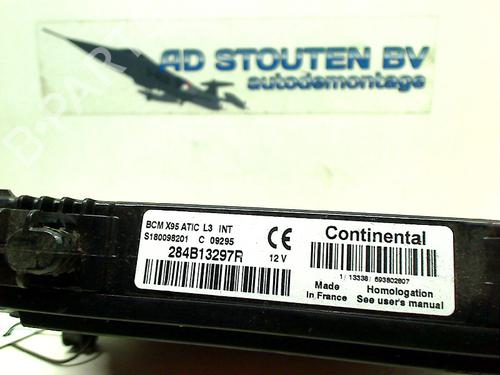 AD STOUTEN BV
autodemontage
B-PARTS
BCM X95 ATIC L3 INT
S180098201 C 09295
284B13297R
12 V
CE
Continental
1/13338/693802807
Made in France
Homologation
See user's manual